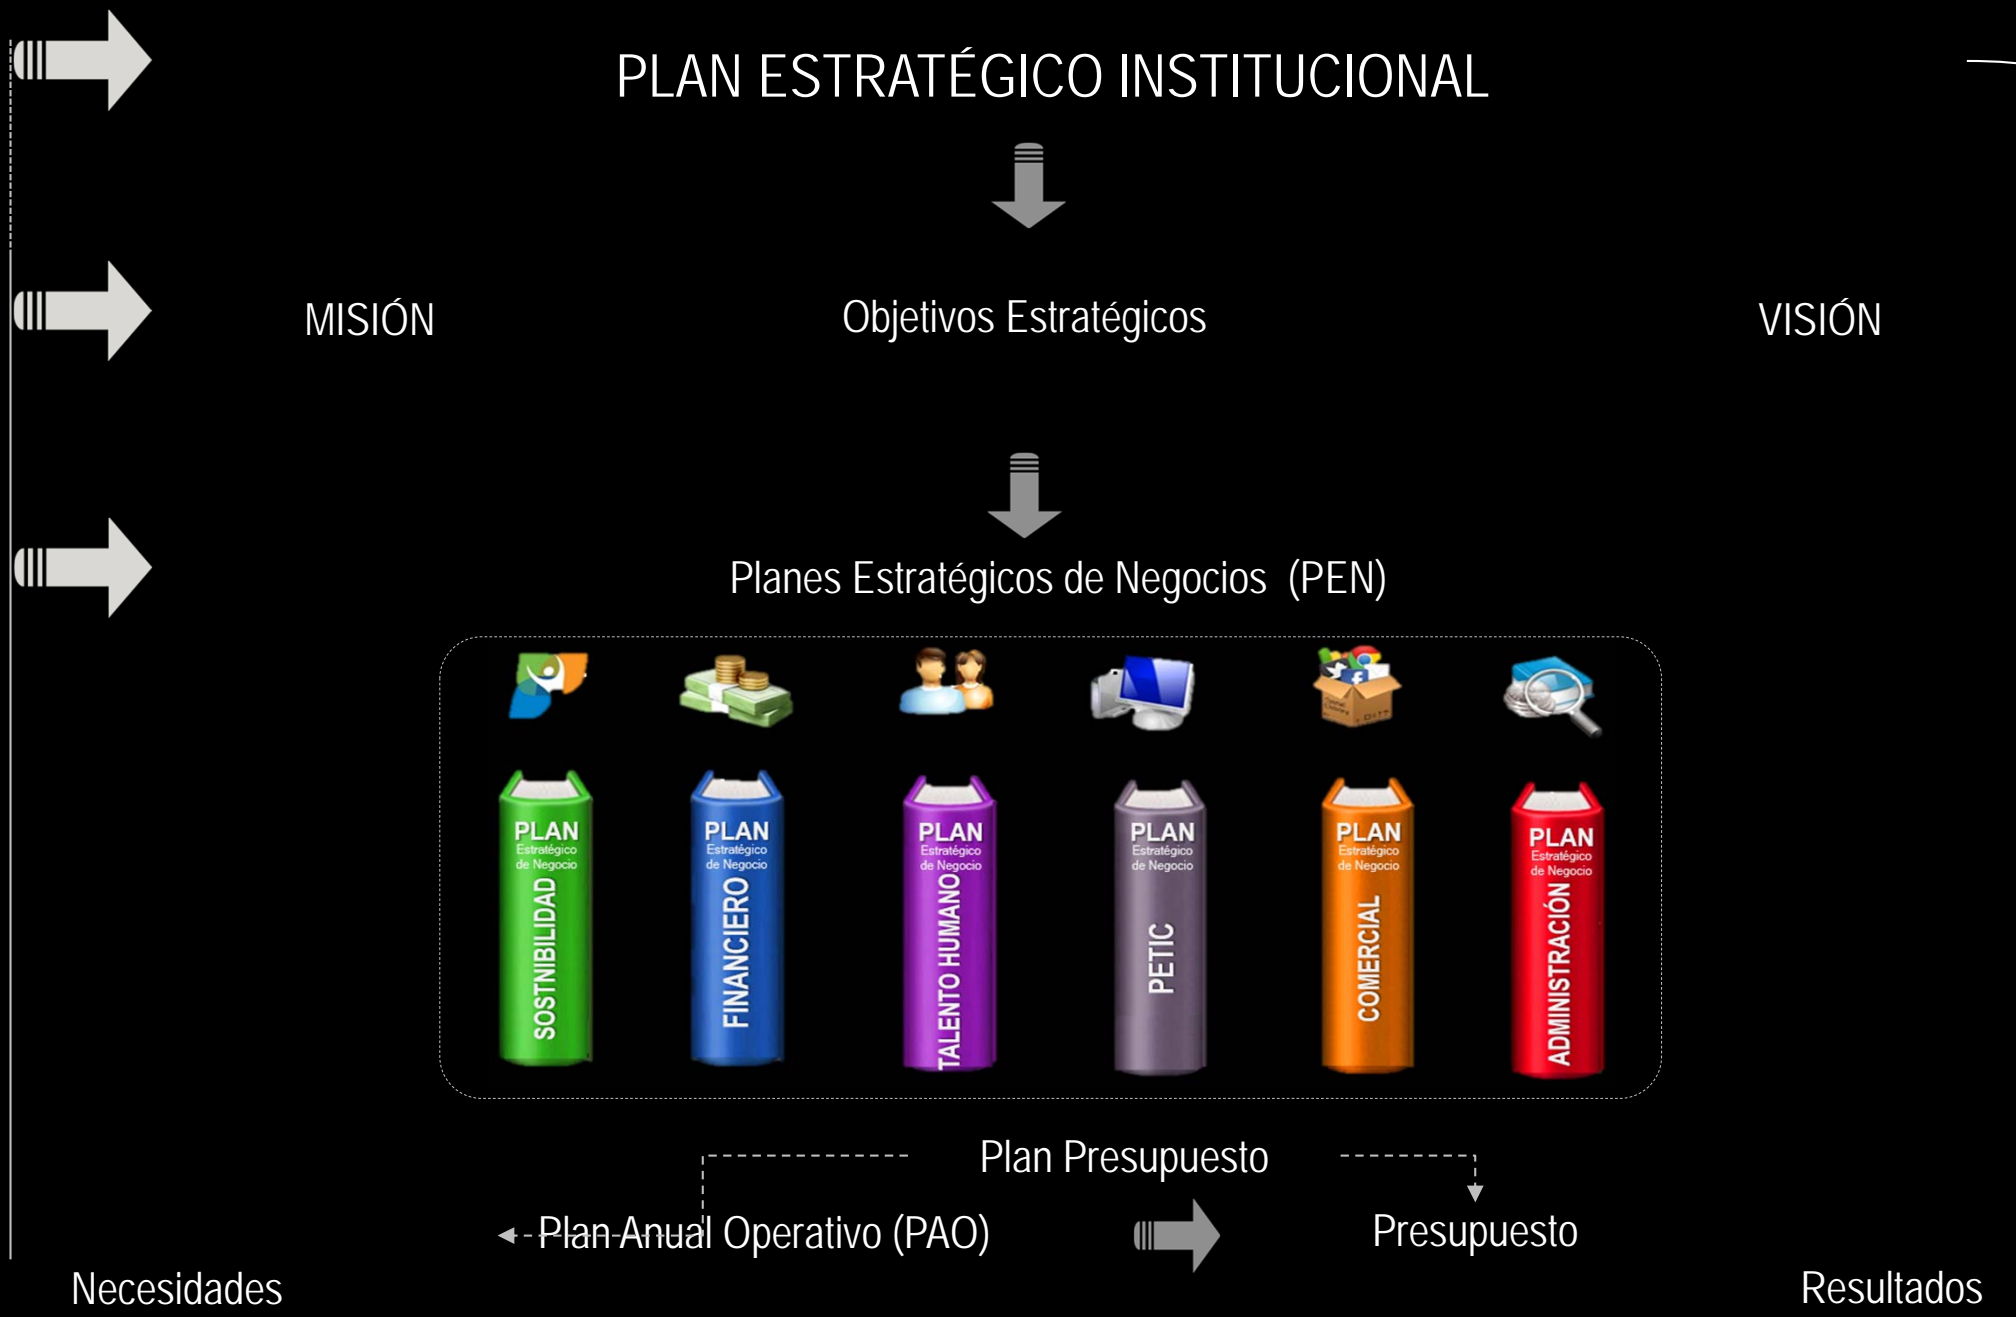 PLAN ESTRATÉGICO INSTITUCIONAL
MISIÓN
Objetivos Estratégicos
VISIÓN
Planes Estratégicos de Negocios (PEN)
PLAN
Estratégico
de Negocio
SOSTNIBILIDAD
PLAN
Estratégico
de Negocio
FINANCIERO
PLAN
Estratégico
de Negocio
TALENTO HUMANO
PLAN
Estratégico
de Negocio
PETIC
PLAN
Estratégico
de Negocio
COMERCIAL
PLAN
Estratégico
de Negocio
ADMINISTRACIÓN
Plan Presupuesto
Plan Anual Operativo (PAO)
Presupuesto
Necesidades
Resultados